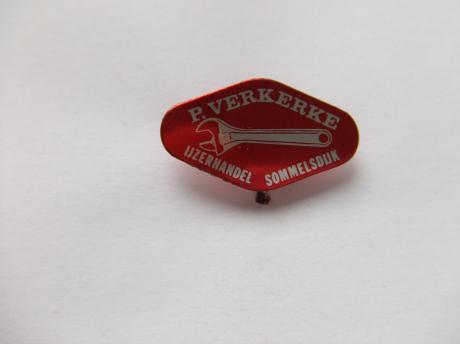 P. VERKERKE
IJZERHANDEL SOMMELSDIJK